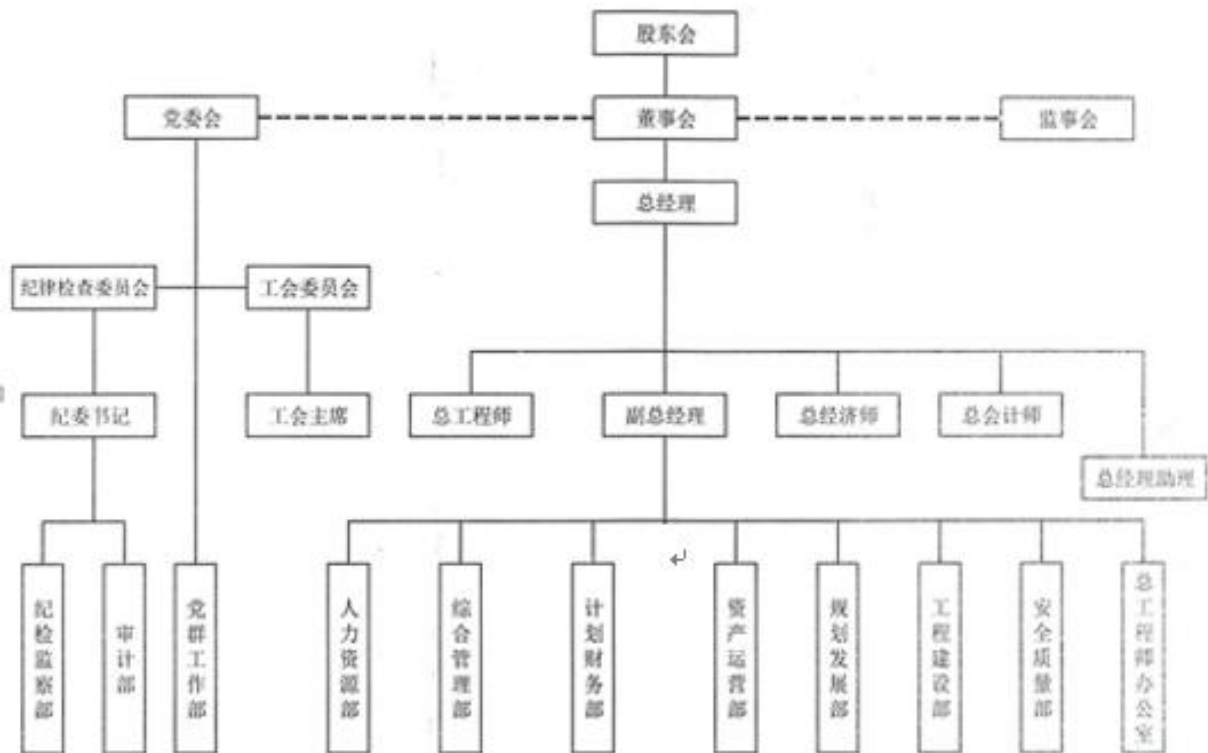 股东会
党委会
董事会
监事会
总经理
纪律检查委员会
工会委员会
纪委书记
工会主席
总工程师
副总经理
总经济师
总会计师
总经理助理
纪检监察部
审计部
党群工作部
人力资源部
综合管理部
计划财务部
资产运营部
规划发展部
工程建设部
安全质量部
总工程师办公室